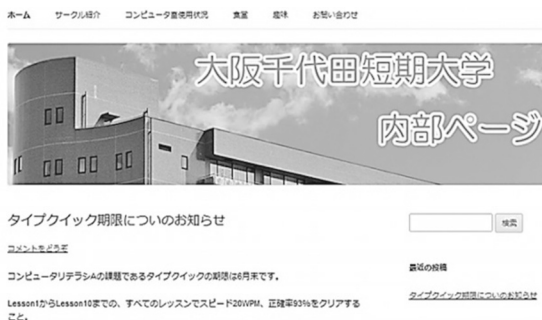 ホーム サークル紹介 コンピュータ室使用状況 食堂 趣味 お問い合わせ
大阪千代田短期大学
内部ページ
タイプクイック期限についのお知らせ
検索
コメントをどうぞ
最近の投稿
コンピュータリテラシAの課題であるタイプクイックの期限は6月末です。
タイプクイック期限についのお知らせ
Lesson1からLesson10までの、すべてのレッスンでスピード20WPM、正確率93%をクリアする
こと。